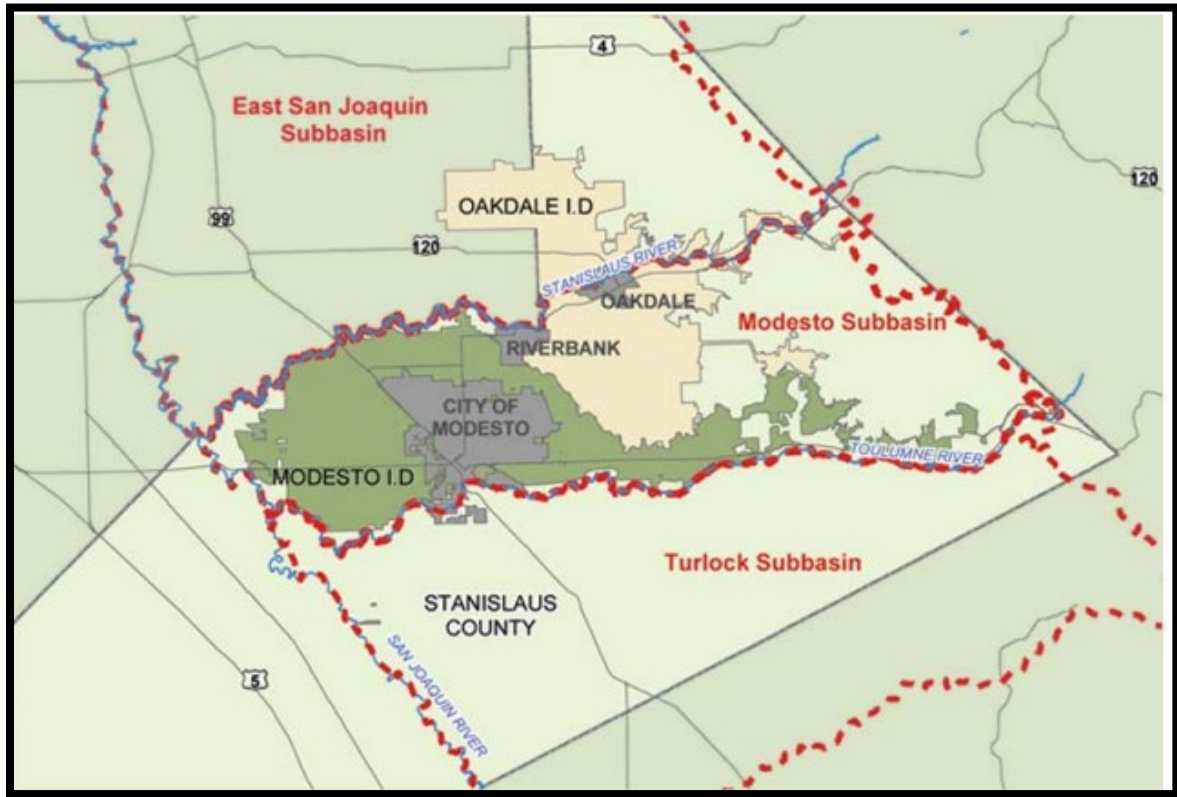 4
East San Joaquin
Subbasin
120
OAKDALE I.D
99
120
STANISLAUS RIVER
OAKDALE
Modesto Subbasin
RIVERBANK
CITY OF
MODESTO
TOULUMNE RIVER
MODESTO I.D
Turlock Subbasin
STANISLAUS
COUNTY
SAN JOAQUIN RIVER
5